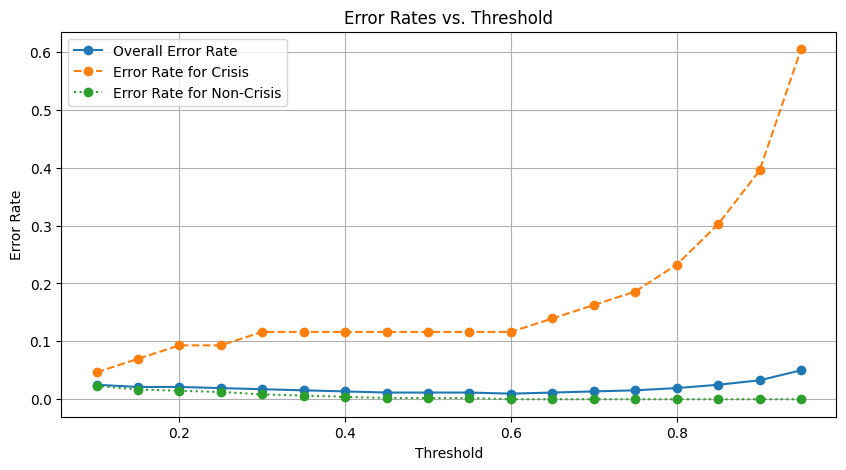 Error Rates vs. Threshold
Overall Error Rate
Error Rate for Crisis
Error Rate for Non-Crisis
Error Rate
0.6
0.5
0.4
0.3
0.2
0.1
0.0
0.2
0.4
0.6
0.8
Threshold